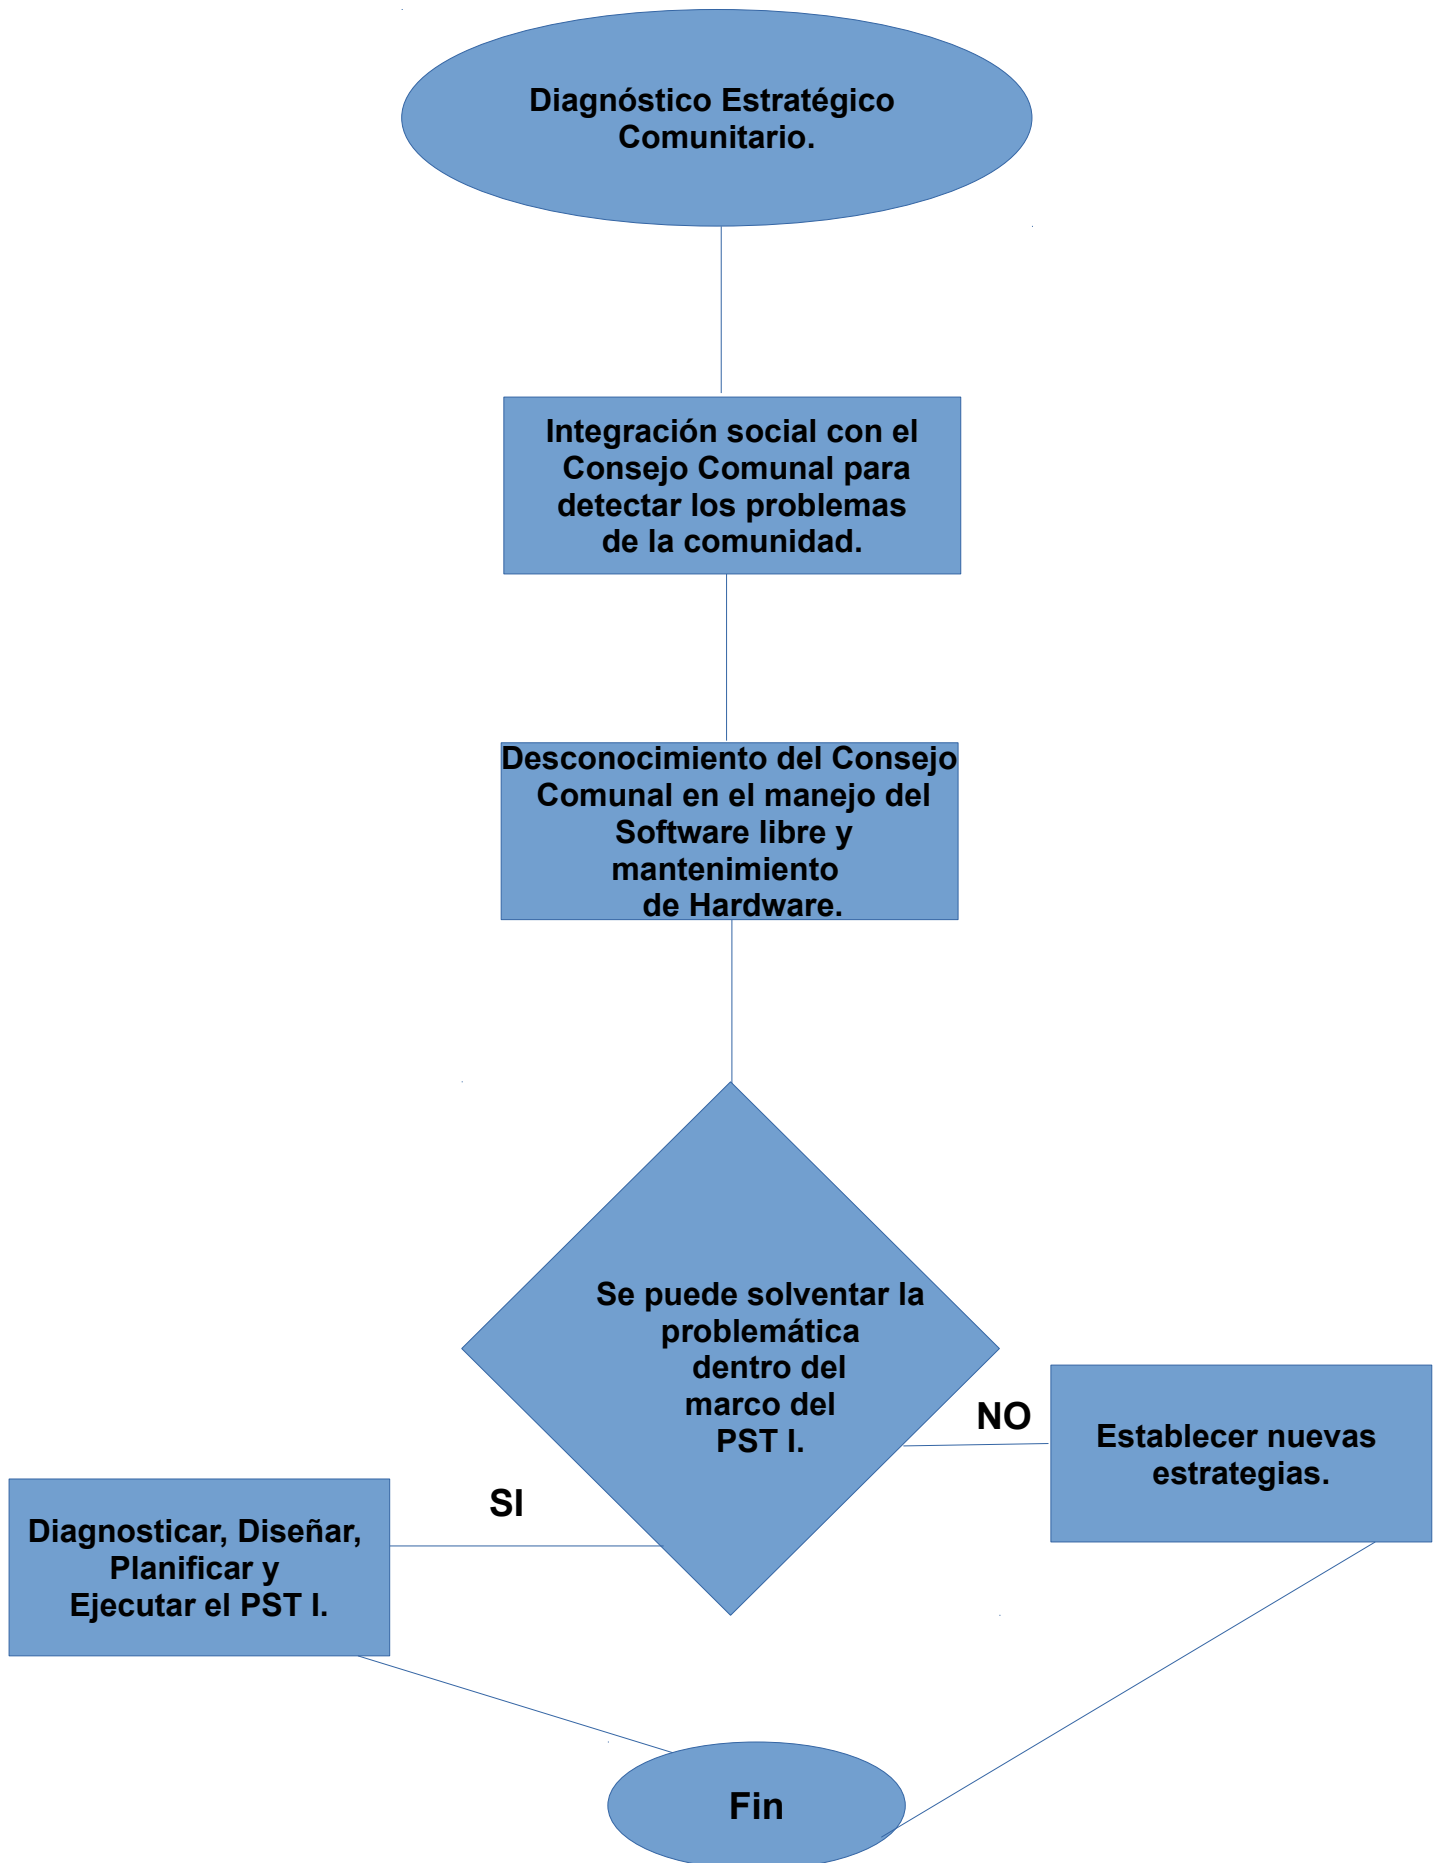 Diagnóstico Estratégico
Comunitario.
Integración social con el
Consejo Comunal para
detectar los problemas
de la comunidad.
Desconocimiento del Consejo
Comunal en el manejo del
Software libre y
mantenimiento
de Hardware.
Se puede solventar la
problemática
dentro del
marco del
PST I.
NO
Establecer nuevas
estrategias.
SI
Diagnosticar, Diseñar,
Planificar y
Ejecutar el PST I.
Fin